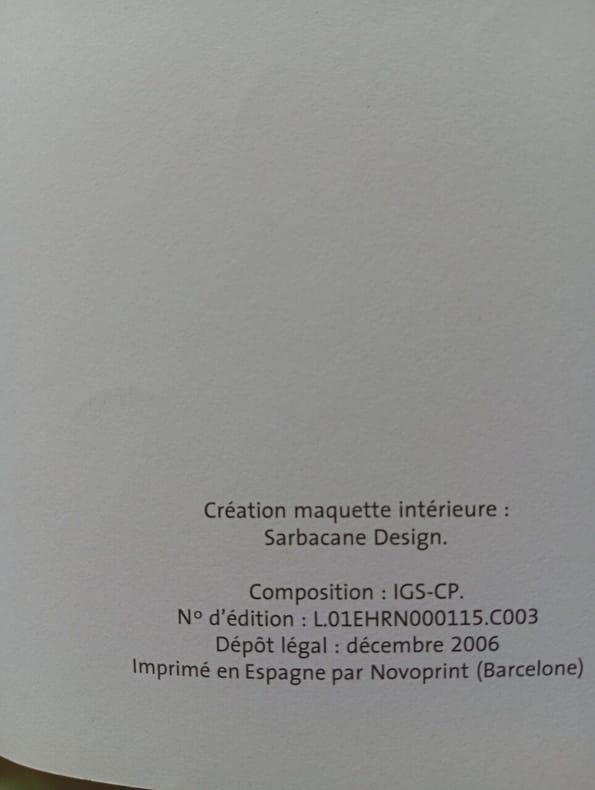 Création maquette intérieure :
Sarbacane Design.
Composition : IGS-CP.
Nº d'édition : L.01EHRN000115.C003
Dépôt légal : décembre 2006
Imprimé en Espagne par Novoprint (Barcelone)